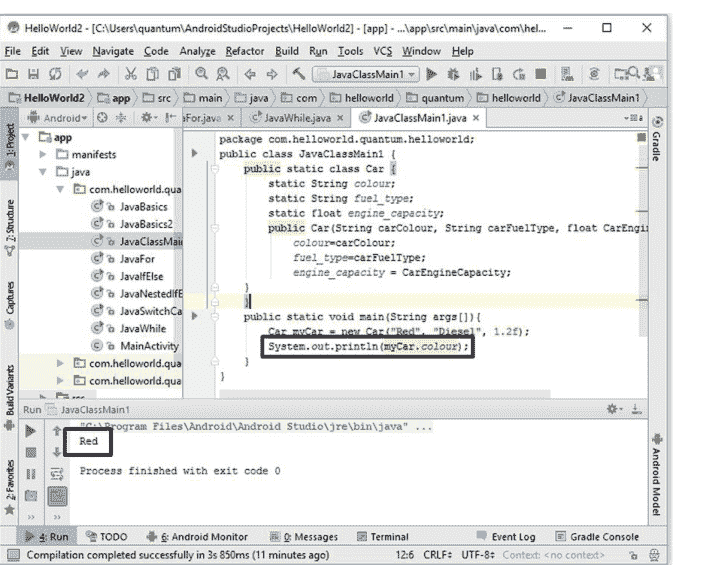 HelloWorld2 - [C:\Users\quantum\AndroidStudioProjects\HelloWorld2] - [app] - ...\app\src\main\java\com\hel...
File Edit View Navigate Code Analyze Refactor Build Run Tools VCS Window Help
JavaClassMain1
HelloWorld2 app src main java com helloworld quantum helloworld JavaClassMain1
Android
aFor.java × JavaWhile.java × JavaClassMain1.java ×
1: Project
Z: Structure
Captures
Build Variants
2: Favorites
app
manifests
java
com.helloworld.qua
JavaBasics
JavaBasics2
JavaClassMai
JavaFor
JavaIfElse
JavaNestedIfE
JavaSwitchCa
JavaWhile
MainActivity
com.helloworld.qua
com.helloworld.qua
package com.helloworld.quantum.helloworld;
public class JavaClassMain1 {
public static class Car {
static String colour;
static String fuel_type;
static float engine_capacity;
public Car(String carColour, String carFuelType, float CarEngi
colour=carColour;
fuel_type=carFuelType;
engine_capacity = CarEngineCapacity;
}
}
public static void main(String args[]){
Car myCar = new Car("Red", "Diesel", 1.2f);
System.out.println(myCar.colour);
}
}
Gradle
Android Model
Run JavaClassMain1
"C:\Program Files\Android\Android Studio\jre\bin\java" ...
Red
Process finished with exit code 0
4: Run TODO 6: Android Monitor 0: Messages Terminal Event Log Gradle Console
Compilation completed successfully in 3s 850ms (11 minutes ago) 12:6 CRLF÷ UTF-8÷ Context: <no context>